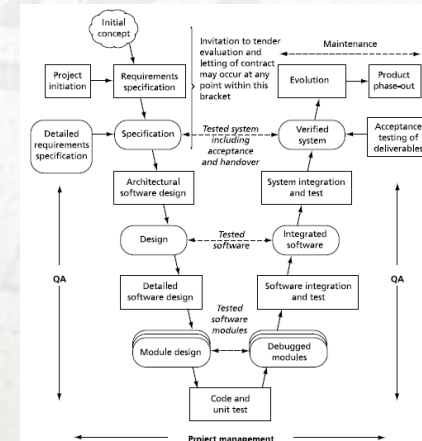 Initial
concept
Invitation to tender
evaluation and
letting of contract
may occur at any
point within this
bracket
Maintenance
Project
initiation
Requirements
specification
Evolution
Product
phase-out
Detailed
requirements
specification
Specification
Tested system
including
acceptance
and handover
Verified
system
Acceptance
testing of
deliverables
Architectural
software design
System integration
and test
Design
Tested
software
Integrated
software
QA
QA
Detailed
software design
Software integration
and test
Tested
software
modules
Module design
Debugged
modules
Code and
unit test
Project management